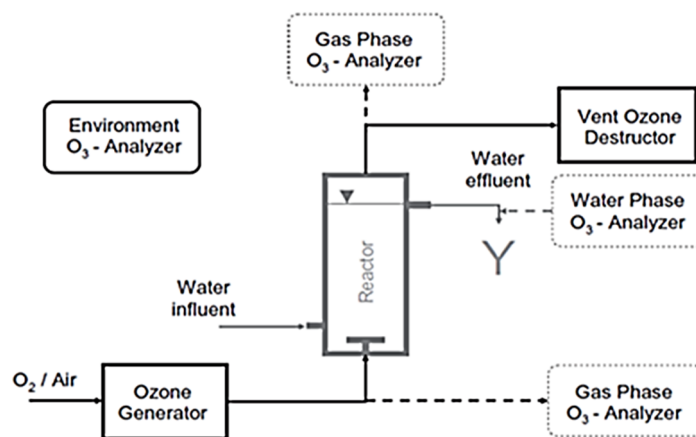 Gas Phase
O₃ - Analyzer
Environment
O₃ - Analyzer
Vent Ozone
Destructor
Water
effluent
Water Phase
O₃ - Analyzer
Reactor
Water
influent
O₂ / Air
Ozone
Generator
Gas Phase
O₃ - Analyzer